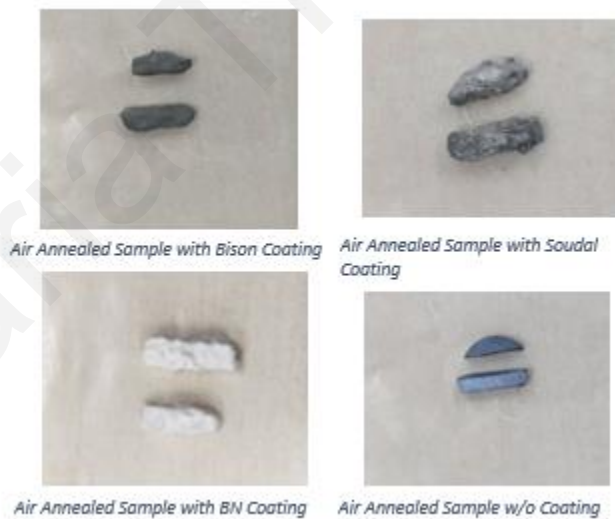 Air Annealed Sample with Bison Coating
Air Annealed Sample with Soudal
Coating
Air Annealed Sample with BN Coating
Air Annealed Sample w/o Coating